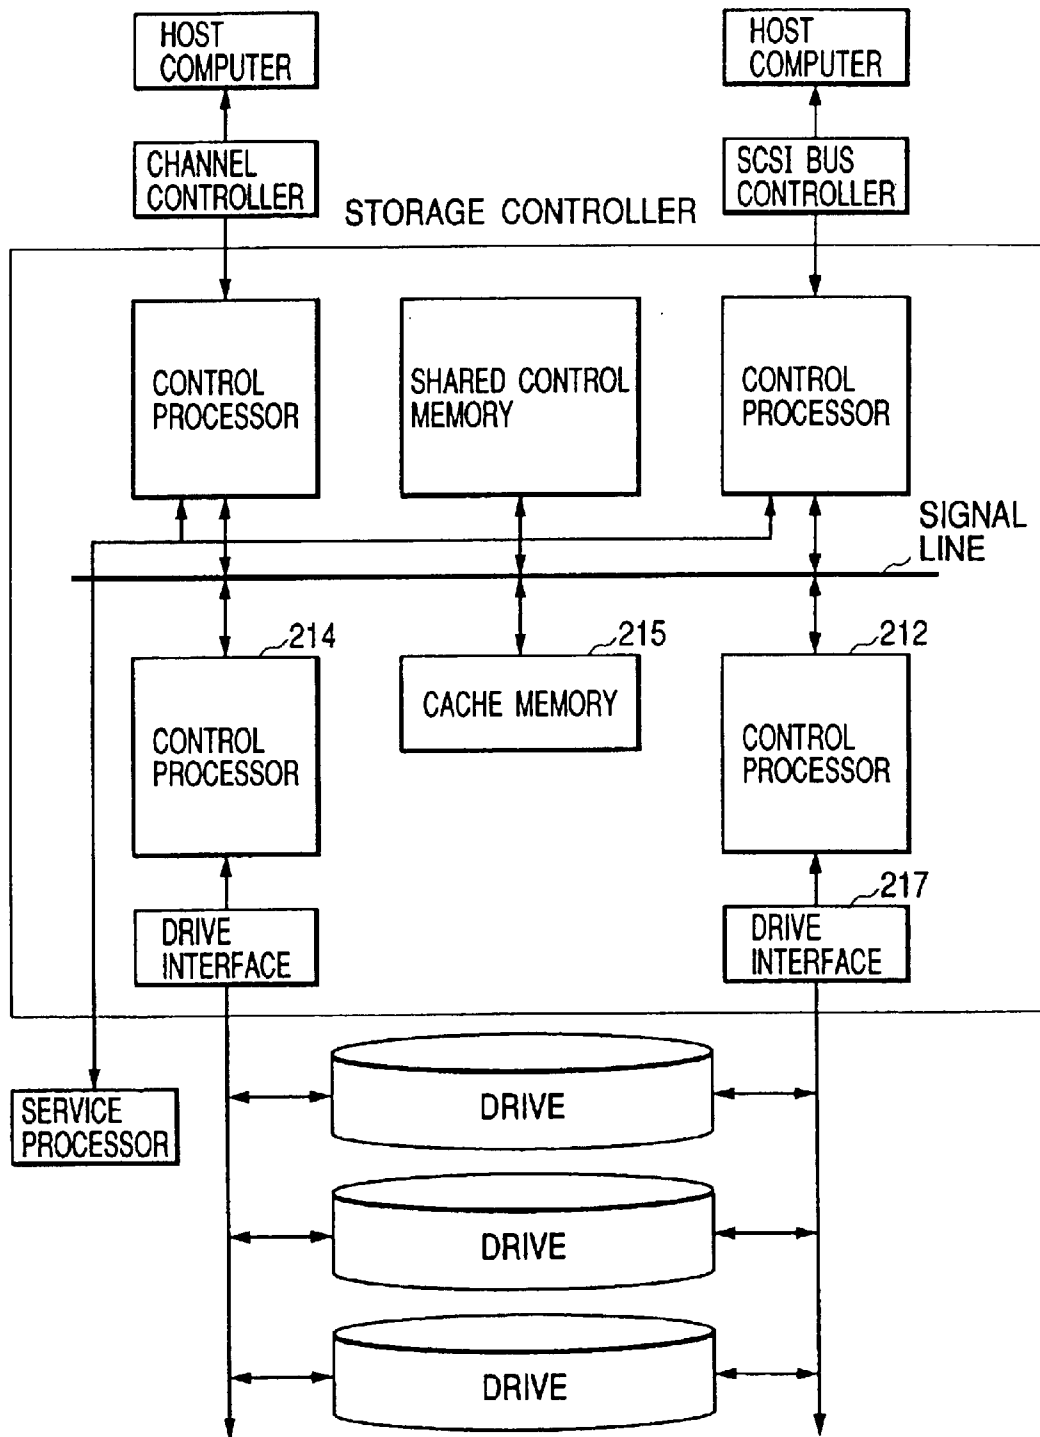 HOST
COMPUTER
HOST
COMPUTER
CHANNEL
CONTROLLER
SCSI BUS
CONTROLLER
STORAGE CONTROLLER
CONTROL
PROCESSOR
SHARED CONTROL
MEMORY
CONTROL
PROCESSOR
SIGNAL
LINE
214
215
212
CONTROL
PROCESSOR
CACHE MEMORY
CONTROL
PROCESSOR
217
DRIVE
INTERFACE
DRIVE
INTERFACE
SERVICE
PROCESSOR
DRIVE
DRIVE
DRIVE